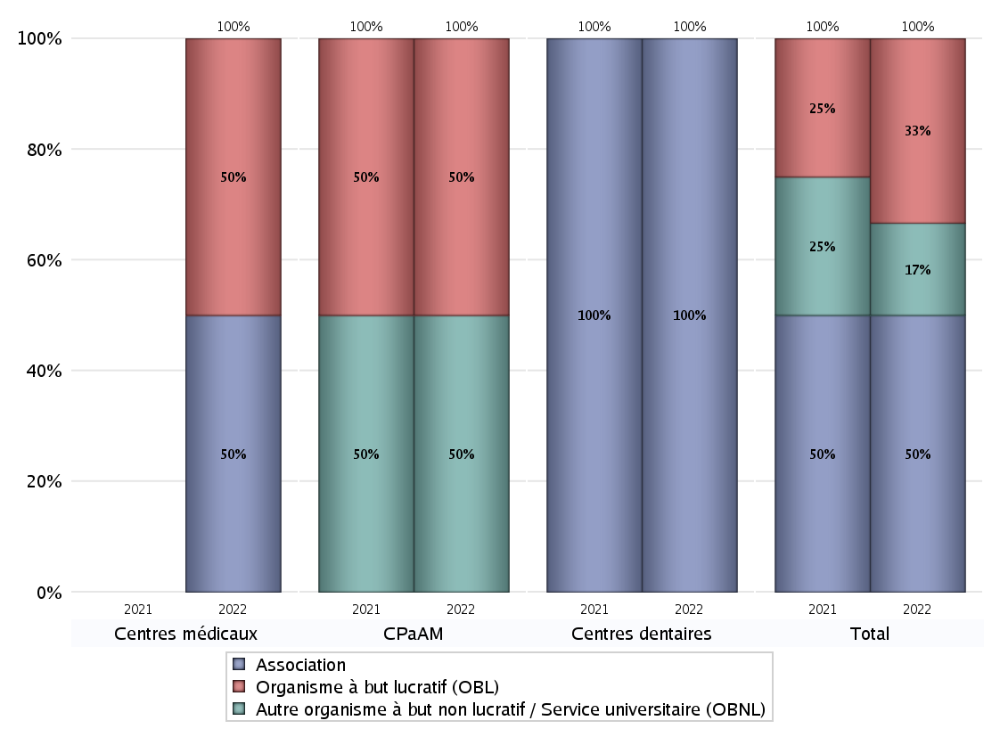 100% 100% 100% 100% 100% 100% 100%
100%
80%
60%
40%
20%
0%
50% 50% 50% 25% 33%
25% 17%
100% 100%
50% 50% 50% 50% 50%
2021 2022 2021 2022 2021 2022 2021 2022
Centres médicaux CPaAM Centres dentaires Total
Association
Organisme à but lucratif (OBL)
Autre organisme à but non lucratif / Service universitaire (OBNL)